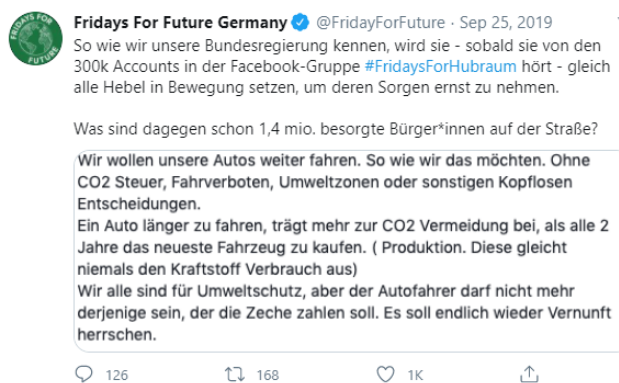 Fridays For Future Germany @FridayForFuture · Sep 25, 2019
So wie wir unsere Bundesregierung kennen, wird sie - sobald sie von den
300k Accounts in der Facebook-Gruppe #FridaysForHubraum hört - gleich
alle Hebel in Bewegung setzen, um deren Sorgen ernst zu nehmen.
Was sind dagegen schon 1,4 mio. besorgte Bürger*innen auf der Straße?
Wir wollen unsere Autos weiter fahren. So wie wir das möchten. Ohne
CO2 Steuer, Fahrverboten, Umweltzonen oder sonstigen Kopflosen
Entscheidungen.
Ein Auto länger zu fahren, trägt mehr zur CO2 Vermeidung bei, als alle 2
Jahre das neueste Fahrzeug zu kaufen. ( Produktion. Diese gleicht
niemals den Kraftstoff Verbrauch aus)
Wir alle sind für Umweltschutz, aber der Autofahrer darf nicht mehr
derjenige sein, der die Zeche zahlen soll. Es soll endlich wieder Vernunft
herrschen.
126 168 1K
FRIDAYS FOR
FUTURE